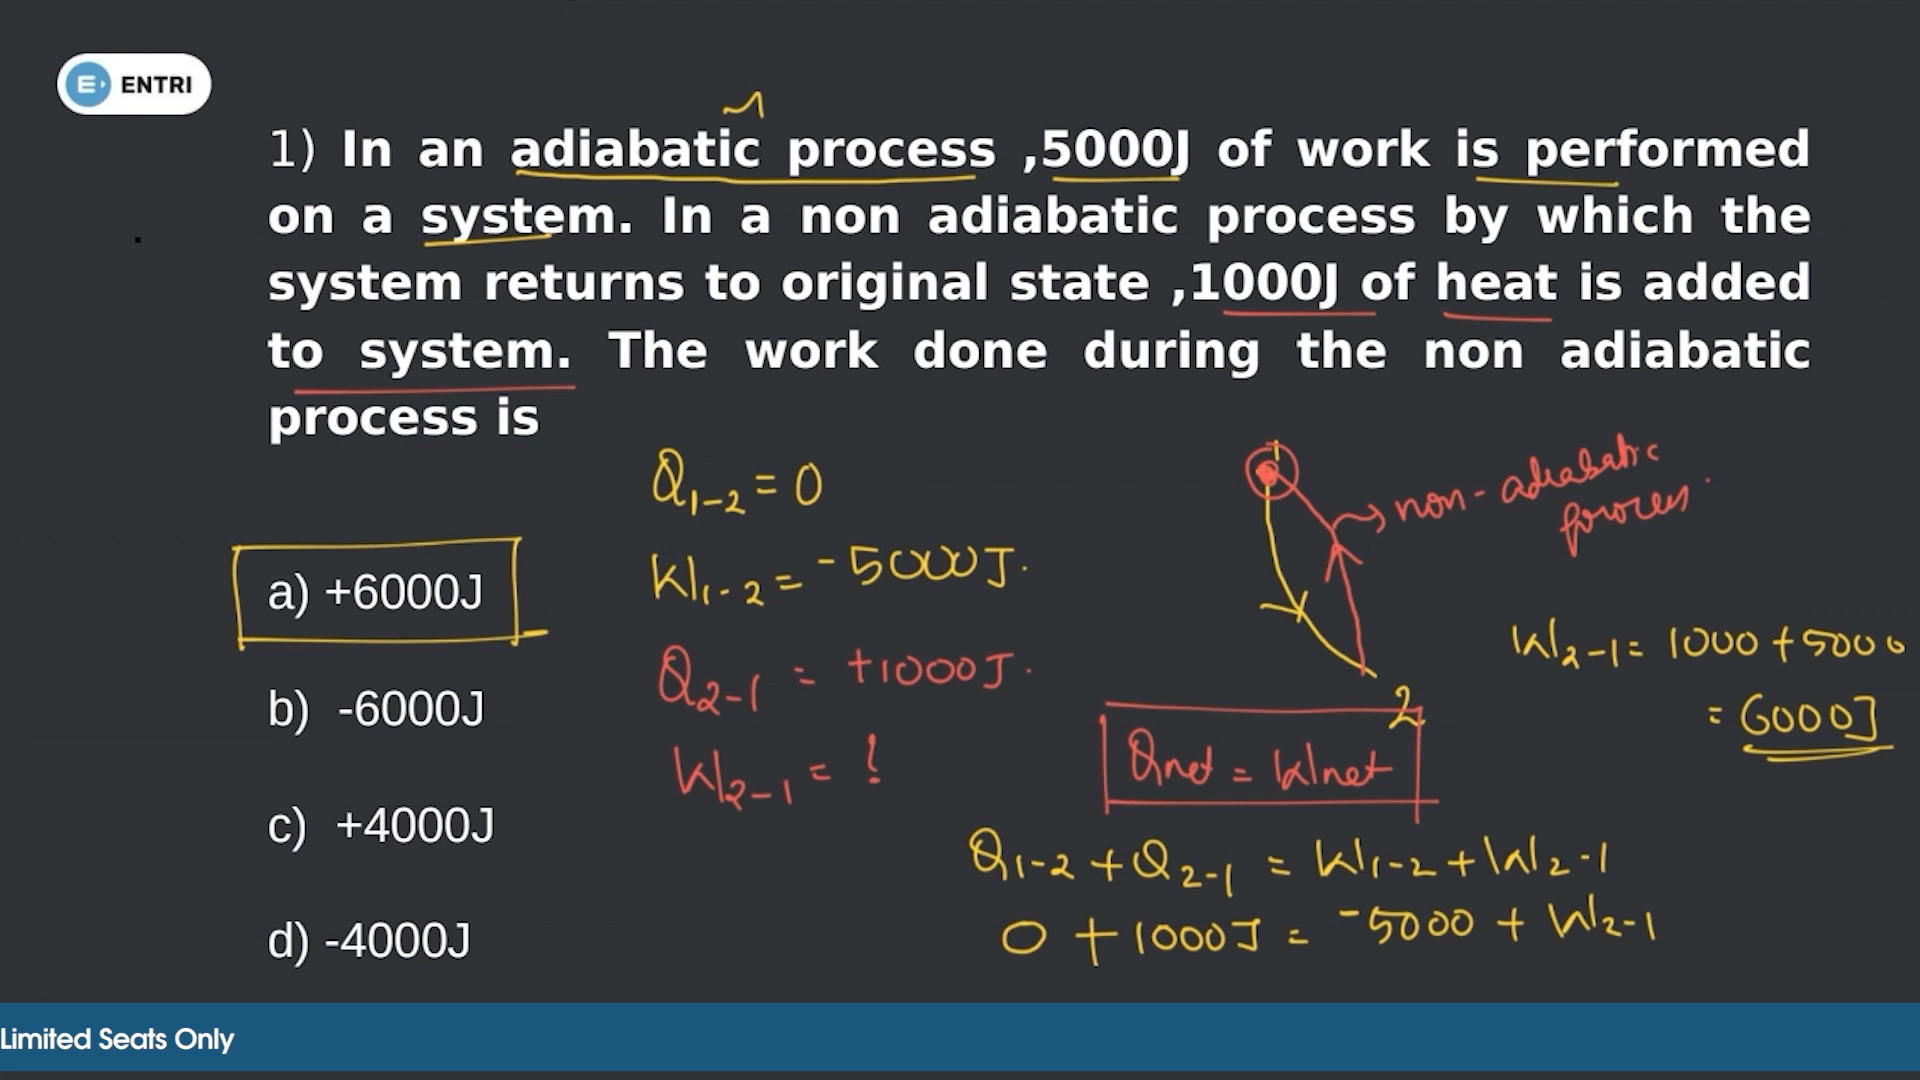 ENTRI
1) In an adiabatic process ,5000J of work is performed
on a system. In a non adiabatic process by which the
system returns to original state ,1000J of heat is added
to system. The work done during the non adiabatic
process is
Q1-2 = 0
1
non-adiabatic
process
a) +6000J
W1-2 = -5000J.
W2-1 = 1000 + 5000
= 6000J
Q2-1 = +1000J.
b) -6000J
2
W2-1 = ?
Qnet = Wnet
c) +4000J
Q1-2 + Q2-1 = W1-2 + W2-1
d) -4000J
0 + 1000J = -5000 + W2-1
Limited Seats Only